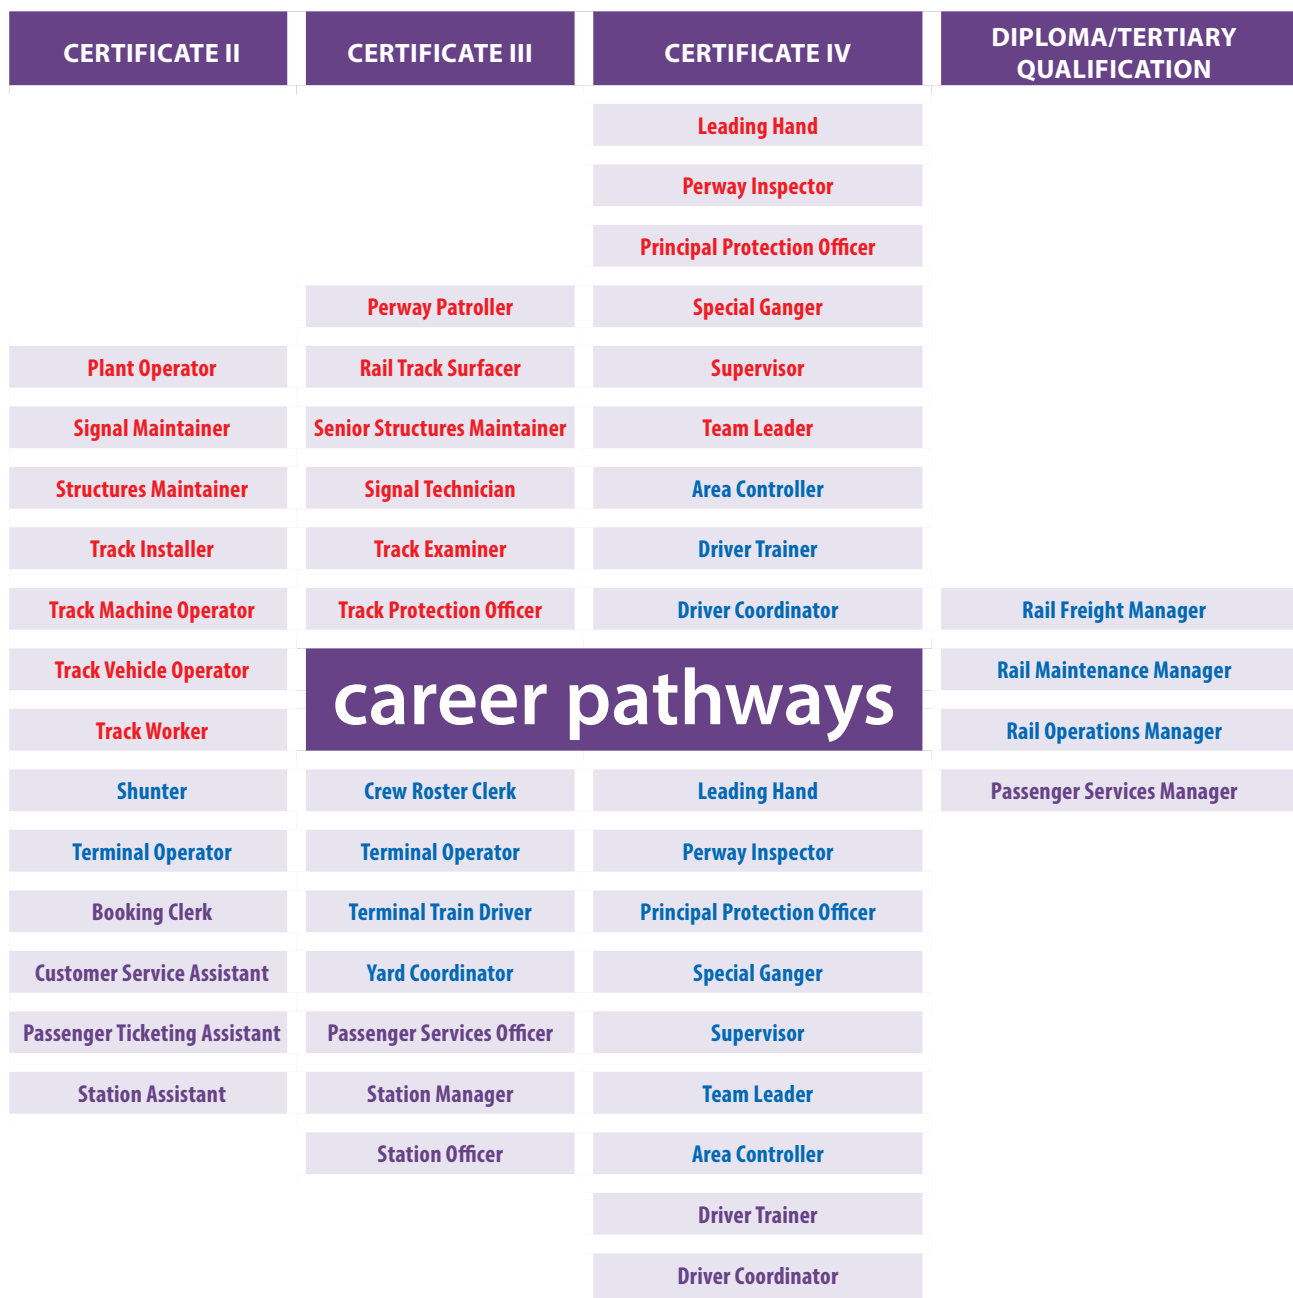 CERTIFICATE II
CERTIFICATE III
CERTIFICATE IV
DIPLOMA/TERTIARY
QUALIFICATION
Leading Hand
Perway Inspector
Principal Protection Officer
Perway Patroller
Special Ganger
Plant Operator
Rail Track Surfacer
Supervisor
Signal Maintainer
Senior Structures Maintainer
Team Leader
Structures Maintainer
Signal Technician
Area Controller
Track Installer
Track Examiner
Driver Trainer
Track Machine Operator
Track Protection Officer
Driver Coordinator
Rail Freight Manager
Track Vehicle Operator
career pathways
Rail Maintenance Manager
Track Worker
Rail Operations Manager
Shunter
Crew Roster Clerk
Leading Hand
Passenger Services Manager
Terminal Operator
Terminal Operator
Perway Inspector
Booking Clerk
Terminal Train Driver
Principal Protection Officer
Customer Service Assistant
Yard Coordinator
Special Ganger
Passenger Ticketing Assistant
Passenger Services Officer
Supervisor
Station Assistant
Station Manager
Team Leader
Station Officer
Area Controller
Driver Trainer
Driver Coordinator